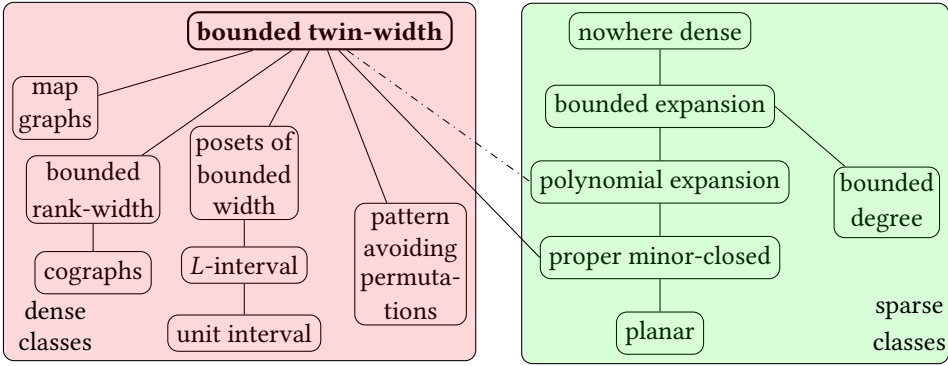 bounded twin-width
map
graphs
bounded
rank-width
cographs
posets of
bounded
width
L-interval
unit interval
pattern
avoiding
permuta-
tions
dense
classes
nowhere dense
bounded expansion
polynomial expansion
bounded
degree
proper minor-closed
planar
sparse
classes